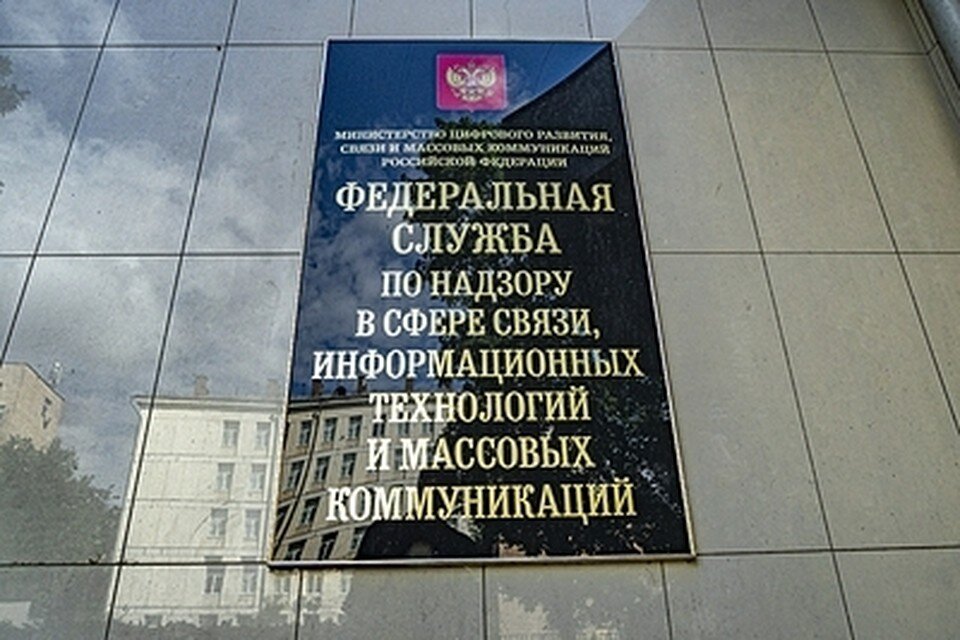 МИНИСТЕРСТВО ЦИФРОВОГО РАЗВИТИЯ,
СВЯЗИ И МАССОВЫХ КОММУНИКАЦИЙ
РОССИЙСКОЙ ФЕДЕРАЦИИ
ФЕДЕРАЛЬНАЯ
СЛУЖБА
ПО НАДЗОРУ
В СФЕРЕ СВЯЗИ,
ИНФОРМАЦИОННЫХ
ТЕХНОЛОГИЙ
И МАССОВЫХ
КОММУНИКАЦИЙ